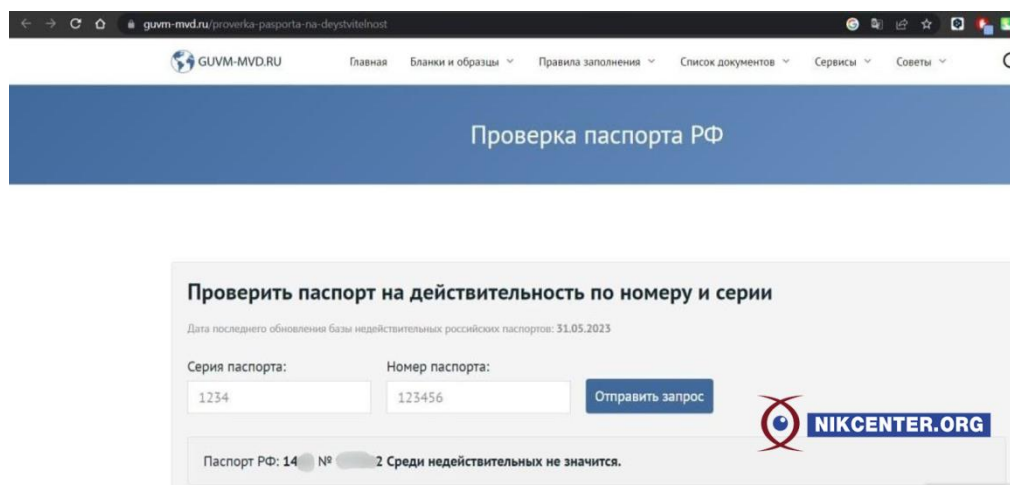 guvm-mvd.ru/proverka-pasporta-na-deystvitelnost
GUVM-MVD.RU Главная Бланки и образцы Правила заполнения Список документов Сервисы Советы
Проверка паспорта РФ
Проверить паспорт на действительность по номеру и серии
Дата последнего обновления базы недействительных российских паспортов: 31.05.2023
Серия паспорта: Номер паспорта:
1234 123456 Отправить запрос
NIKCENTER.ORG
Паспорт РФ: 14 № 2 Среди недействительных не значится.